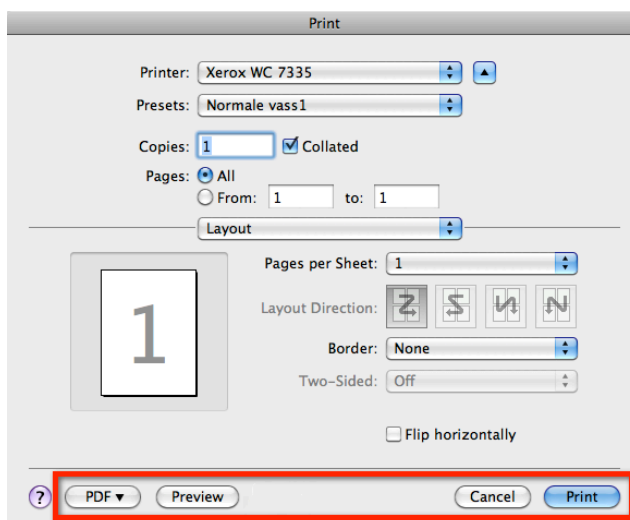 Print
Printer: Xerox WC 7335
Presets: Normale vass1
Copies: 1 Collated
Pages: All
From: 1 to: 1
Layout
Pages per Sheet: 1
1
Layout Direction:
Border: None
Two-Sided: Off
Flip horizontally
? PDF▼ Preview Cancel Print